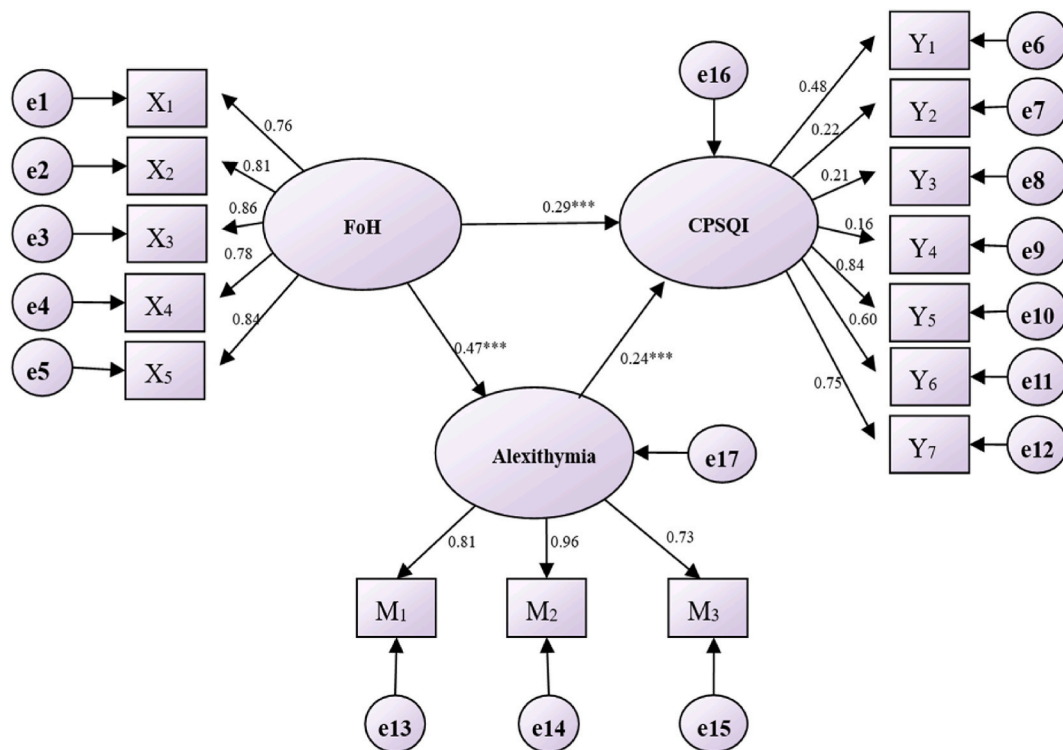 e1
X₁
0.76
e2
X₂
0.81
e3
X₃
0.86
e4
X₄
0.78
e5
X₅
0.84
FoH
0.29***
0.47***
e16
CPSQI
0.24***
0.48
Y₁
e6
0.22
Y₂
e7
0.21
Y₃
e8
0.16
Y₄
e9
0.84
Y₅
e10
0.60
Y₆
e11
0.75
Y₇
e12
Alexithymia
e17
0.81
0.96
0.73
M₁
M₂
M₃
e13
e14
e15